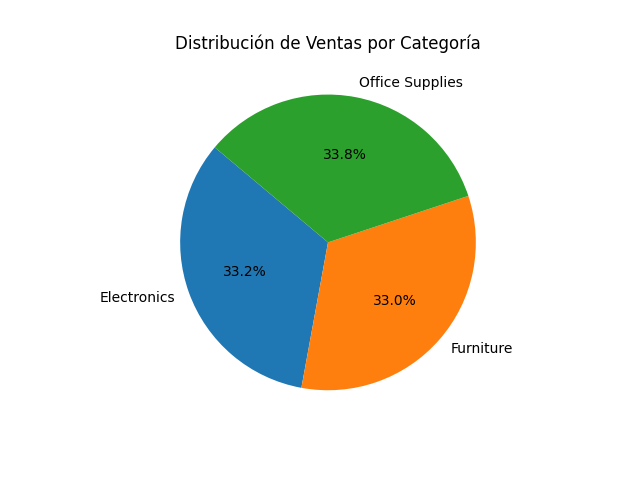 Distribución de Ventas por Categoría
Office Supplies
33.8%
33.2%
Electronics
33.0%
Furniture